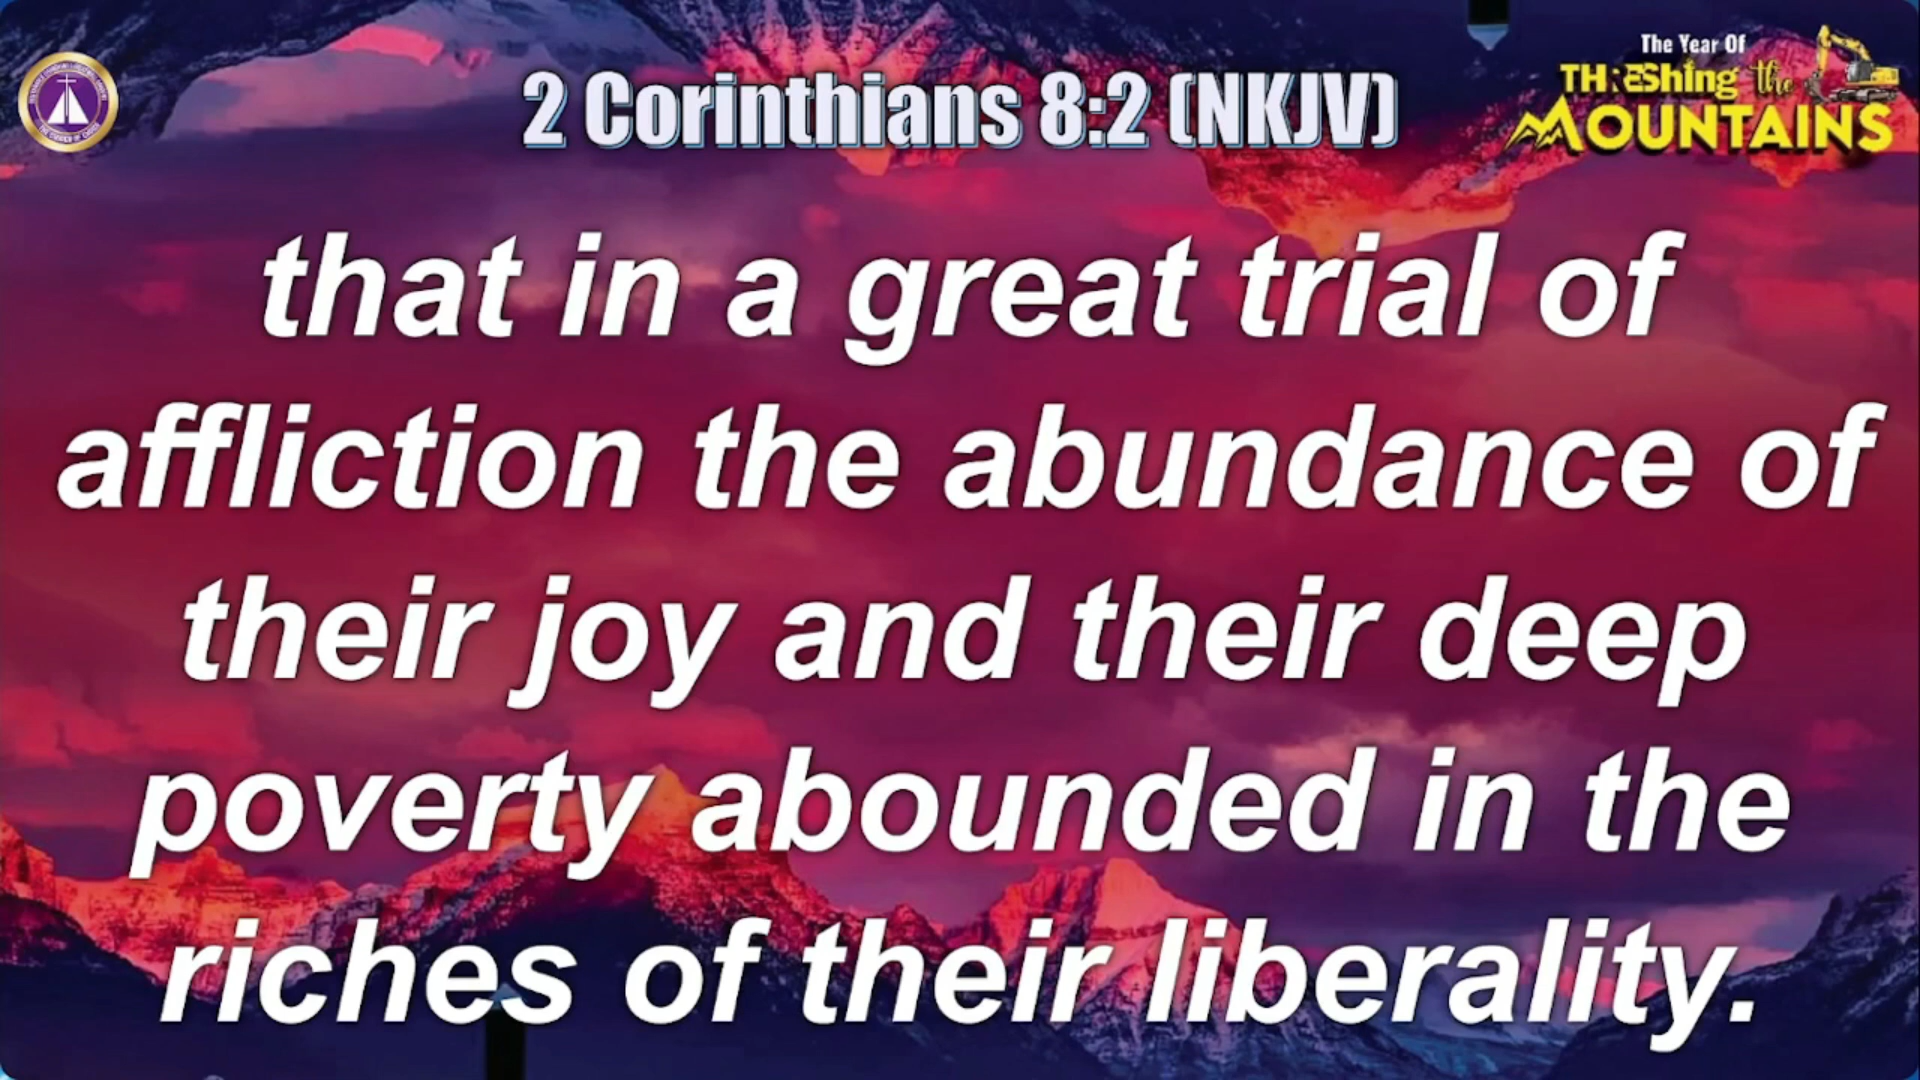 2 Corinthians 8:2 (NKJV)
The Year Of
THRESHing the
MOUNTAINS
that in a great trial of
affliction the abundance of
their joy and their deep
poverty abounded in the
riches of their liberality.